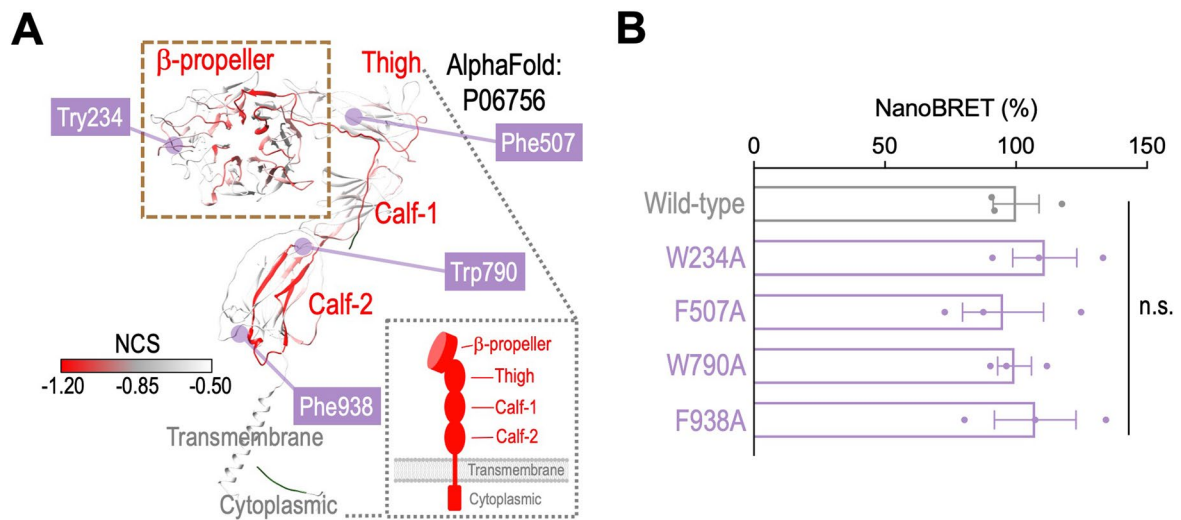 A
β-propeller
Thigh
AlphaFold:
P06756
Try234
Phe507
Calf-1
Trp790
Calf-2
NCS
-1.20 -0.85 -0.50
Phe938
Transmembrane
Cytoplasmic
β-propeller
Thigh
Calf-1
Calf-2
Transmembrane
Cytoplasmic
B
NanoBRET (%)
0 50 100 150
Wild-type
W234A
F507A
W790A
F938A
n.s.